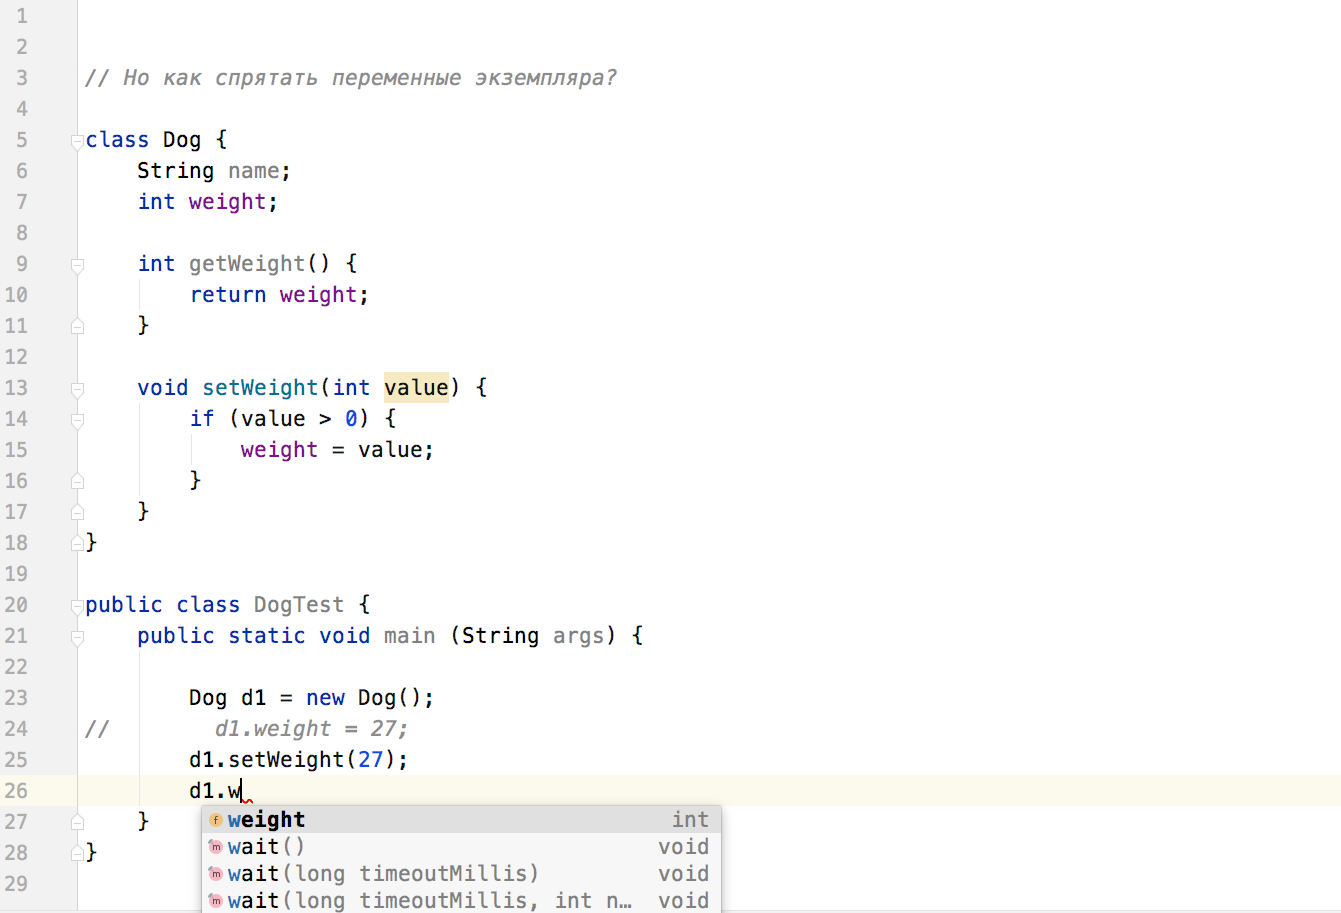 1
2
3 // Но как спрятать переменные экземпляра?
4
5 class Dog {
6 String name;
7 int weight;
8
9 int getWeight() {
10 return weight;
11 }
12
13 void setWeight(int value) {
14 if (value > 0) {
15 weight = value;
16 }
17 }
18 }
19
20 public class DogTest {
21 public static void main (String args) {
22
23 Dog d1 = new Dog();
24 // d1.weight = 27;
25 d1.setWeight(27);
26 d1.w
f weight int
27 }
m wait() void
28 }
m wait(long timeoutMillis) void
29
m wait(long timeoutMillis, int n… void